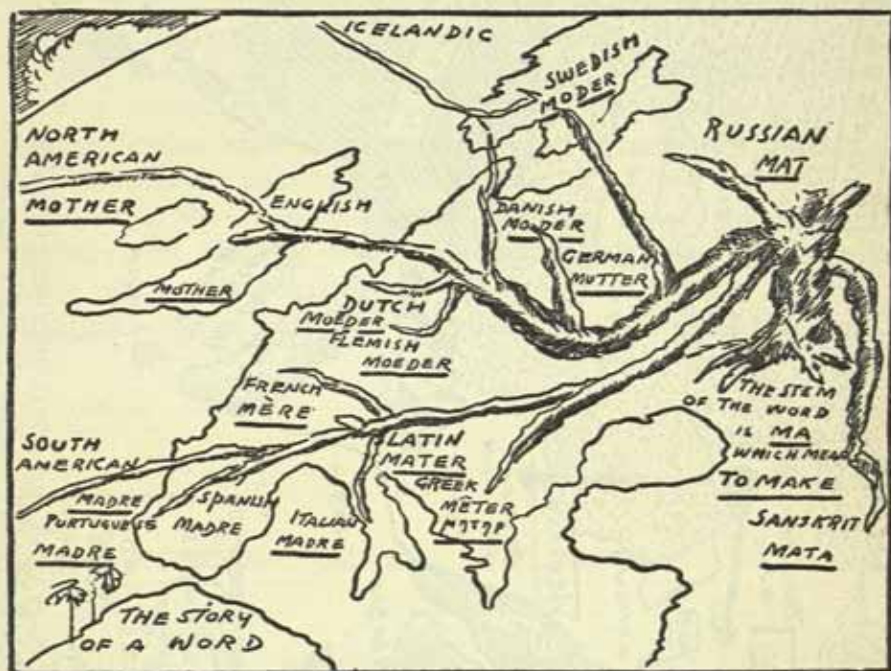 ICELANDIC
SWEDISH
MODER
RUSSIAN
MAT
NORTH
AMERICAN
MOTHER
ENGLISH
MOTHER
DANISH
MODER
GERMAN
MUTTER
DUTCH
MOEDER
FLEMISH
MOEDER
FRENCH
MÈRE
LATIN
MATER
GREEK
MÊTER
THE STEM
OF THE WORD
IS MA
WHICH MEA
TO MAKE
SANSKRIT
MATA
SOUTH
AMERICAN
MADRE
PORTUGUESE
MADRE
SPANISH
MADRE
ITALIAN
MADRE
THE STORY
OF A WORD